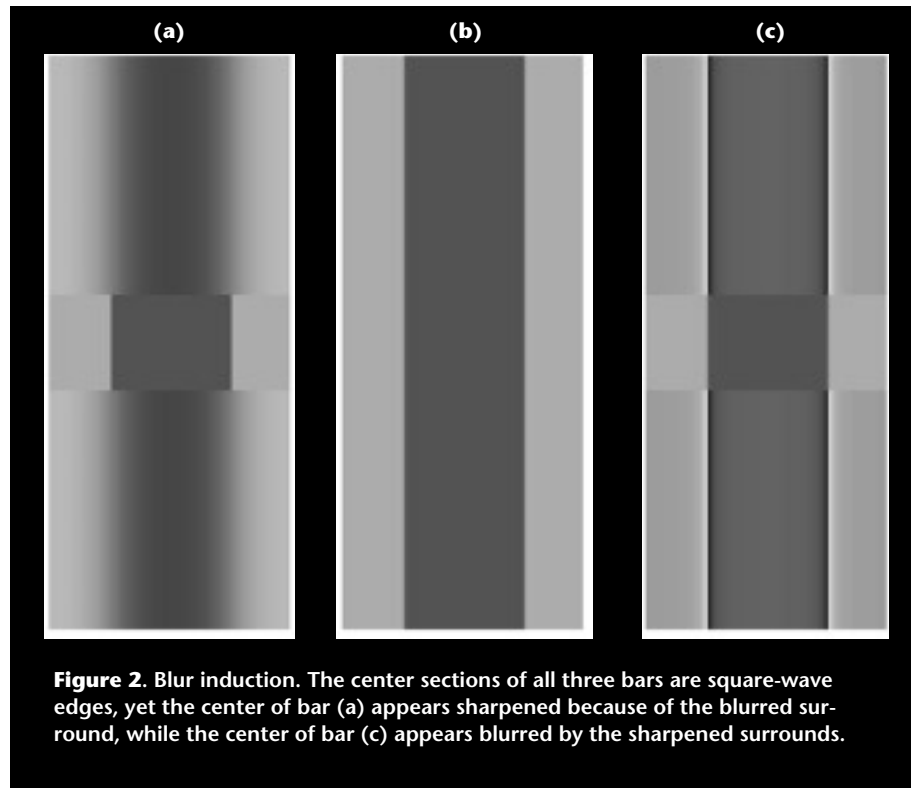 (a) (b) (c)
Figure 2. Blur induction. The center sections of all three bars are square-wave
edges, yet the center of bar (a) appears sharpened because of the blurred sur-
round, while the center of bar (c) appears blurred by the sharpened surrounds.